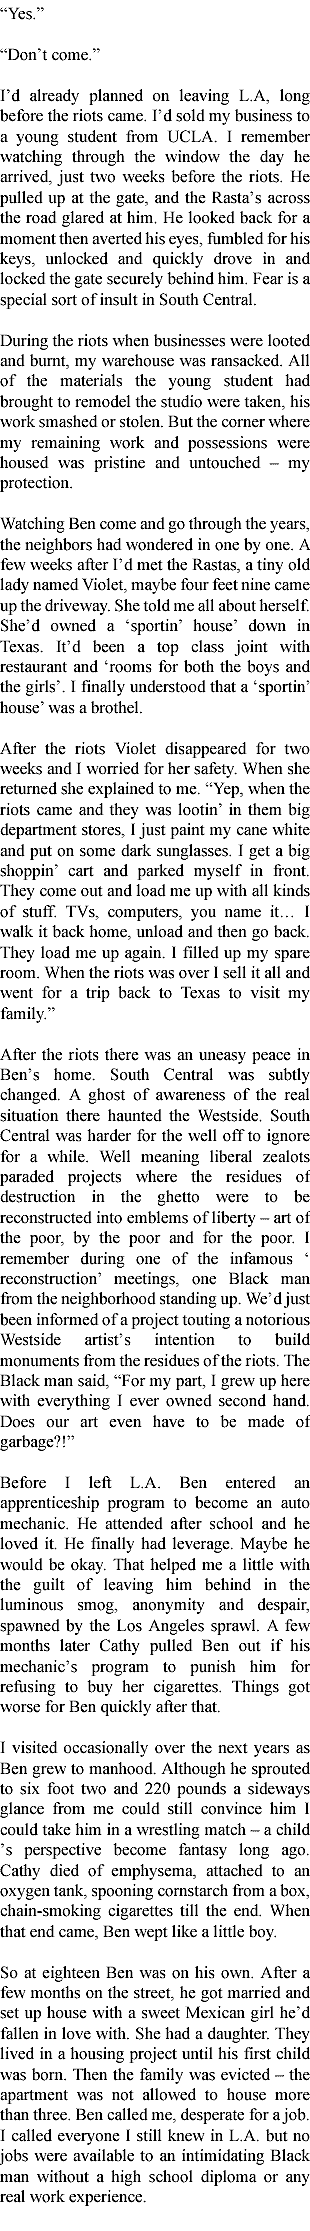 “Yes.”
“Don’t come.”
I’d already planned on leaving L.A, long
before the riots came. I’d sold my business to
a young student from UCLA. I remember
watching through the window the day he
arrived, just two weeks before the riots. He
pulled up at the gate, and the Rasta’s across
the road glared at him. He looked back for a
moment then averted his eyes, fumbled for his
keys, unlocked and quickly drove in and
locked the gate securely behind him. Fear is a
special sort of insult in South Central.
During the riots when businesses were looted
and burnt, my warehouse was ransacked. All
of the materials the young student had
brought to remodel the studio were taken, his
work smashed or stolen. But the corner where
my remaining work and possessions were
housed was pristine and untouched – my
protection.
Watching Ben come and go through the years,
the neighbors had wondered in one by one. A
few weeks after I’d met the Rastas, a tiny old
lady named Violet, maybe four feet nine came
up the driveway. She told me all about herself.
She’d owned a ‘sportin’ house’ down in
Texas. It’d been a top class joint with
restaurant and ‘rooms for both the boys and
the girls’. I finally understood that a ‘sportin’
house’ was a brothel.
After the riots Violet disappeared for two
weeks and I worried for her safety. When she
returned she explained to me. “Yep, when the
riots came and they was lootin’ in them big
department stores, I just paint my cane white
and put on some dark sunglasses. I get a big
shoppin’ cart and parked myself in front.
They come out and load me up with all kinds
of stuff. TVs, computers, you name it… I
walk it back home, unload and then go back.
They load me up again. I filled up my spare
room. When the riots was over I sell it all and
went for a trip back to Texas to visit my
family.”
After the riots there was an uneasy peace in
Ben’s home. South Central was subtly
changed. A ghost of awareness of the real
situation there haunted the Westside. South
Central was harder for the well off to ignore
for a while. Well meaning liberal zealots
paraded projects where the residues of
destruction in the ghetto were to be
reconstructed into emblems of liberty – art of
the poor, by the poor and for the poor. I
remember during one of the infamous ‘
reconstruction’ meetings, one Black man
from the neighborhood standing up. We’d just
been informed of a project touting a notorious
Westside artist’s intention to build
monuments from the residues of the riots. The
Black man said, “For my part, I grew up here
with everything I ever owned second hand.
Does our art even have to be made of
garbage?!”
Before I left L.A. Ben entered an
apprenticeship program to become an auto
mechanic. He attended after school and he
loved it. He finally had leverage. Maybe he
would be okay. That helped me a little with
the guilt of leaving him behind in the
luminous smog, anonymity and despair,
spawned by the Los Angeles sprawl. A few
months later Cathy pulled Ben out if his
mechanic’s program to punish him for
refusing to buy her cigarettes. Things got
worse for Ben quickly after that.
I visited occasionally over the next years as
Ben grew to manhood. Although he sprouted
to six foot two and 220 pounds a sideways
glance from me could still convince him I
could take him in a wrestling match – a child
’s perspective become fantasy long ago.
Cathy died of emphysema, attached to an
oxygen tank, spooning cornstarch from a box,
chain-smoking cigarettes till the end. When
that end came, Ben wept like a little boy.
So at eighteen Ben was on his own. After a
few months on the street, he got married and
set up house with a sweet Mexican girl he’d
fallen in love with. She had a daughter. They
lived in a housing project until his first child
was born. Then the family was evicted – the
apartment was not allowed to house more
than three. Ben called me, desperate for a job.
I called everyone I still knew in L.A. but no
jobs were available to an intimidating Black
man without a high school diploma or any
real work experience.